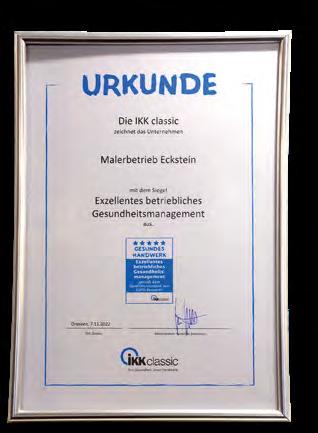 URKUNDE
Die IKK classic
zeichnet das Unternehmen
Malerbetrieb Eckstein
mit dem Siegel
Exzellentes betriebliches
Gesundheitsmanagement
aus.
GESUNDES
HANDWERK
Exzellentes
betriebliches
Gesundheits
management
Dresden, 7.11.2022
IKK classic